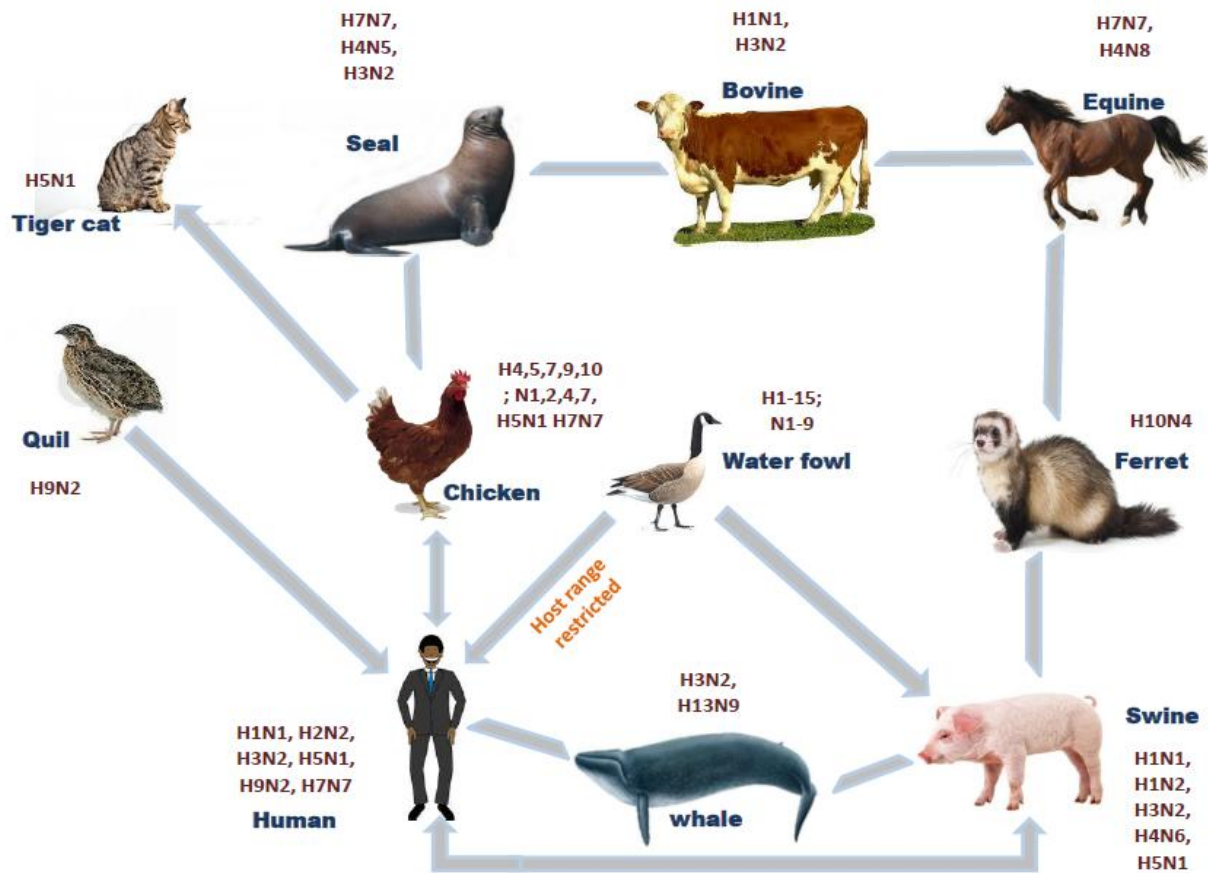 H7N7,
H4N5,
H3N2
Seal
H1N1,
H3N2
Bovine
H7N7,
H4N8
Equine
H5N1
Tiger cat
Quil
H9N2
H4,5,7,9,10
; N1,2,4,7,
H5N1 H7N7
Chicken
H1-15;
N1-9
Water fowl
H10N4
Ferret
Host range
restricted
H1N1, H2N2,
H3N2, H5N1,
H9N2, H7N7
Human
H3N2,
H13N9
whale
Swine
H1N1,
H1N2,
H3N2,
H4N6,
H5N1